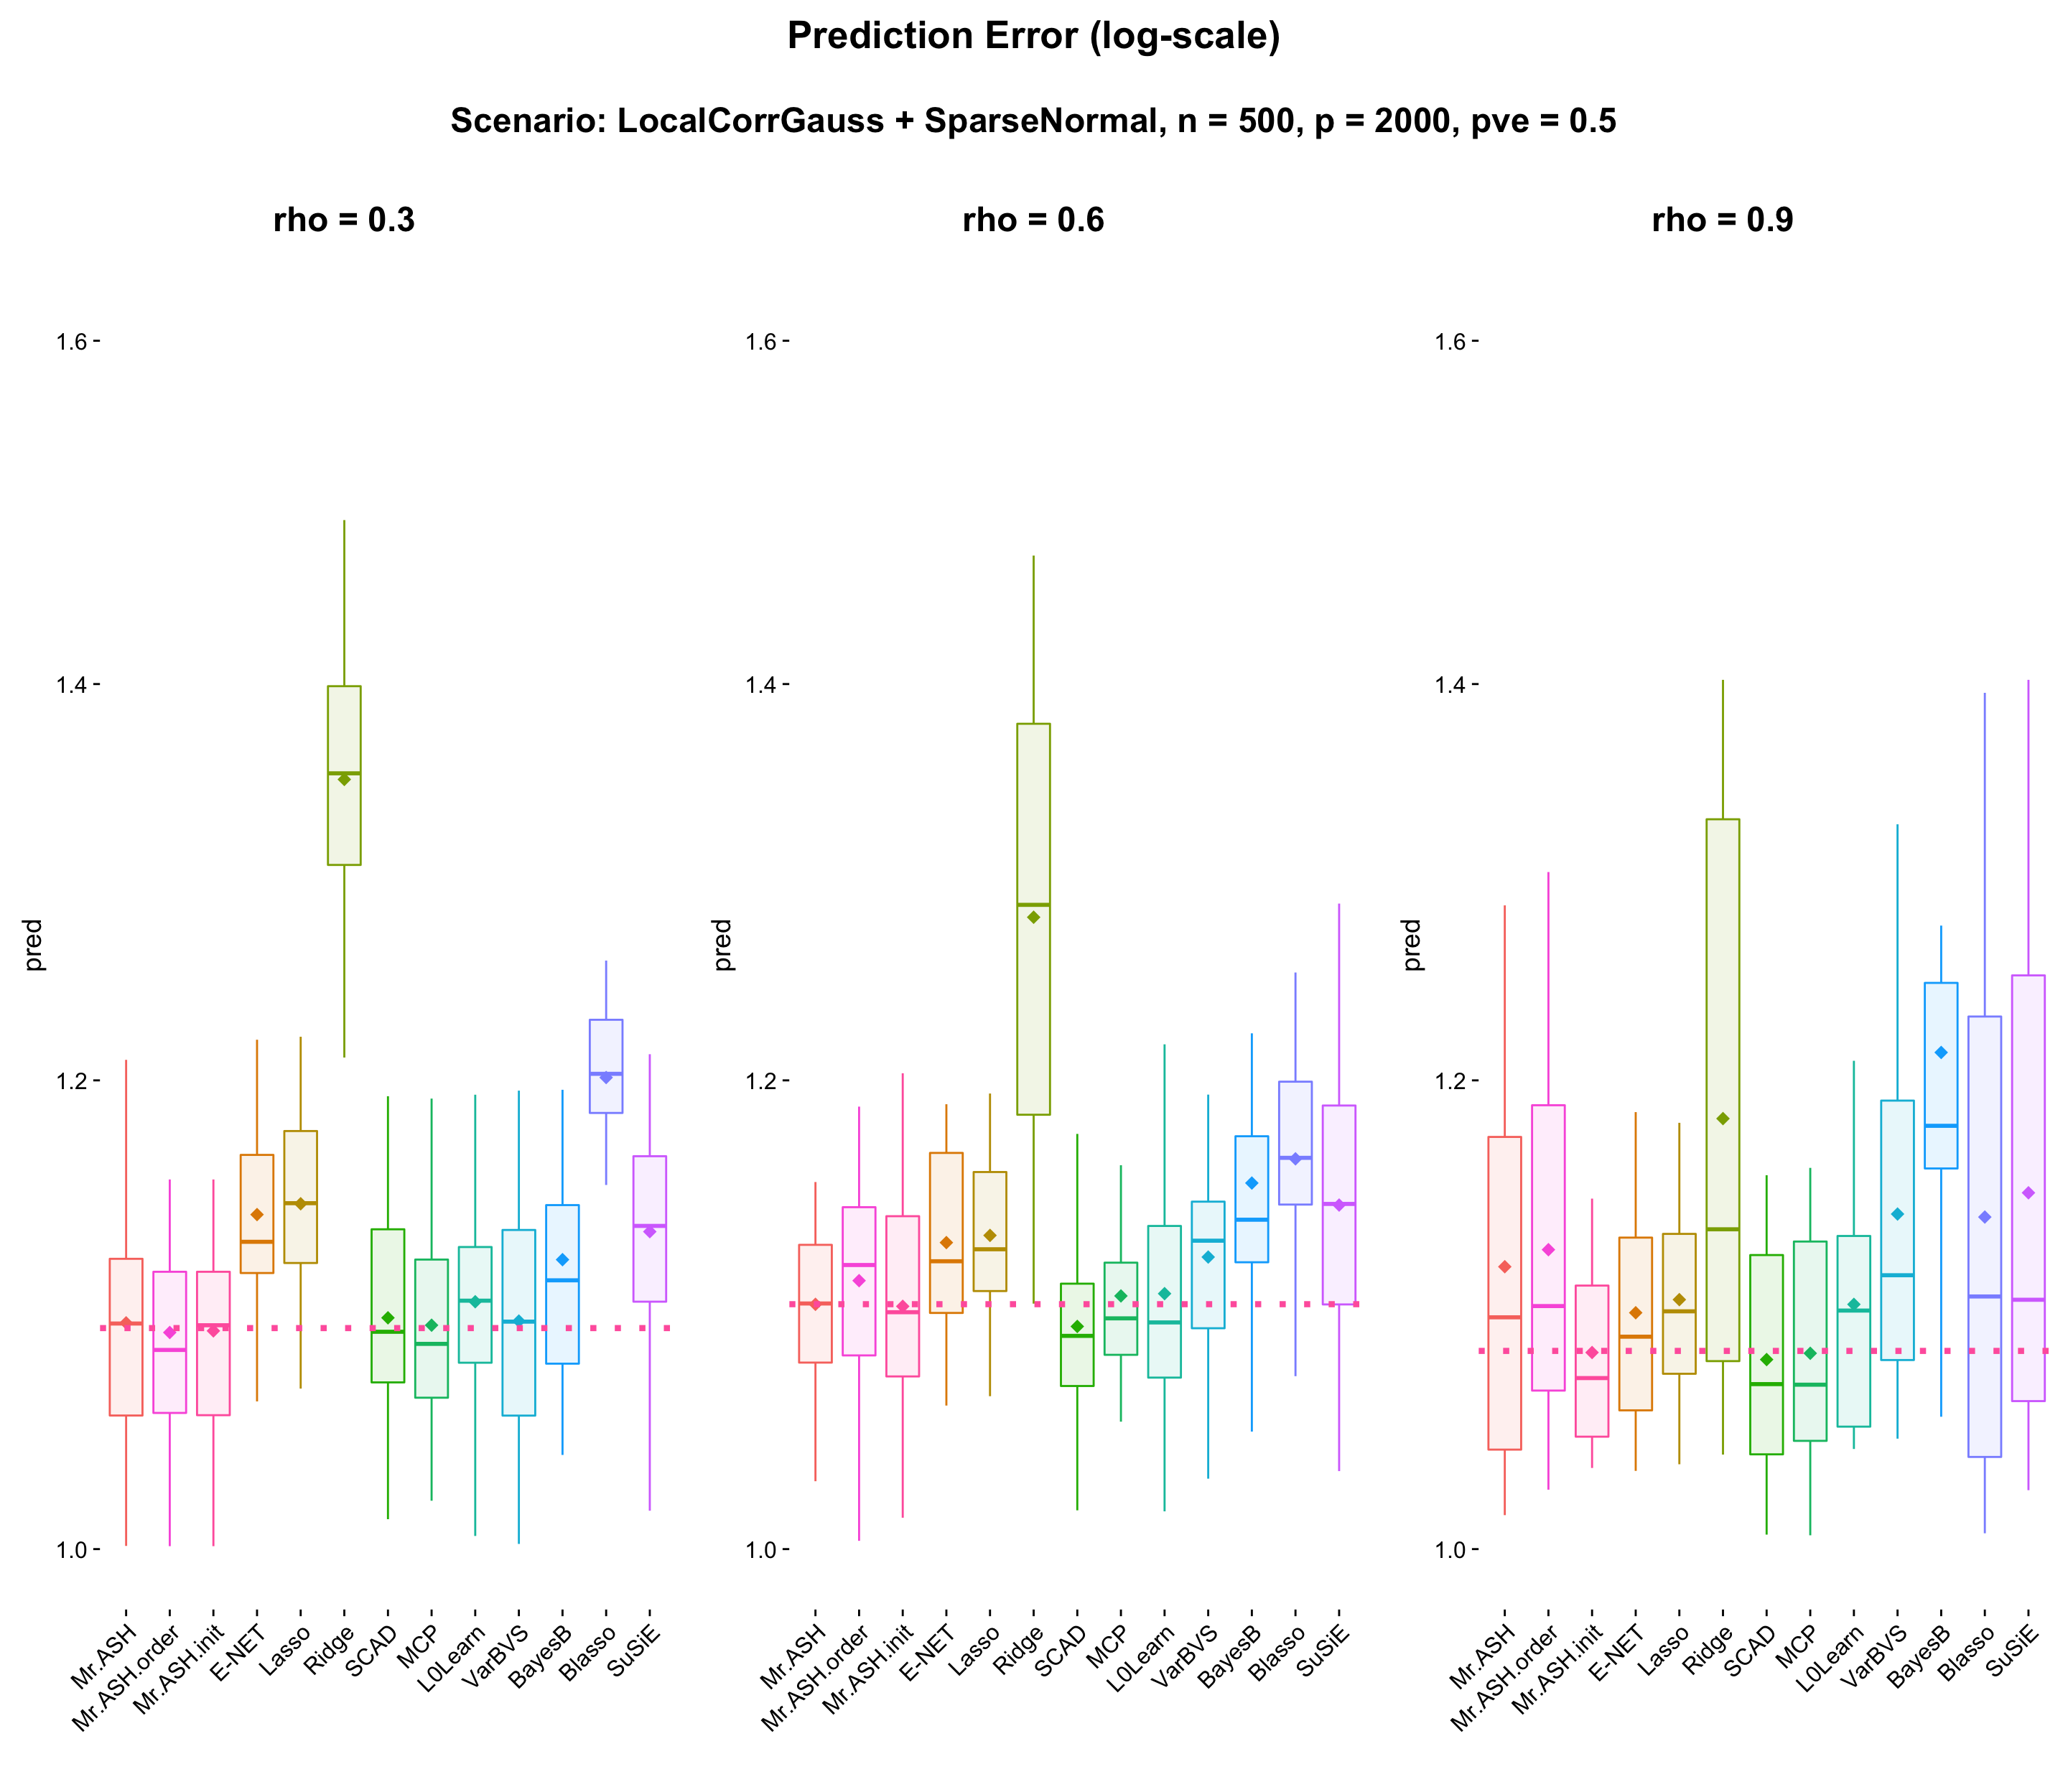 Prediction Error (log-scale)
Scenario: LocalCorrGauss + SparseNormal, n = 500, p = 2000, pve = 0.5
rho = 0.3
1.6
1.4
1.2
1.0
pred
Mr.ASH
Mr.ASH.order
Mr.ASH.init
E-NET
Lasso
Ridge
SCAD
MCP
L0Learn
VarBVS
BayesB
Blasso
SuSiE
rho = 0.6
1.6
1.4
1.2
1.0
pred
Mr.ASH
Mr.ASH.order
Mr.ASH.init
E-NET
Lasso
Ridge
SCAD
MCP
L0Learn
VarBVS
BayesB
Blasso
SuSiE
rho = 0.9
1.6
1.4
1.2
1.0
pred
Mr.ASH
Mr.ASH.order
Mr.ASH.init
E-NET
Lasso
Ridge
SCAD
MCP
L0Learn
VarBVS
BayesB
Blasso
SuSiE